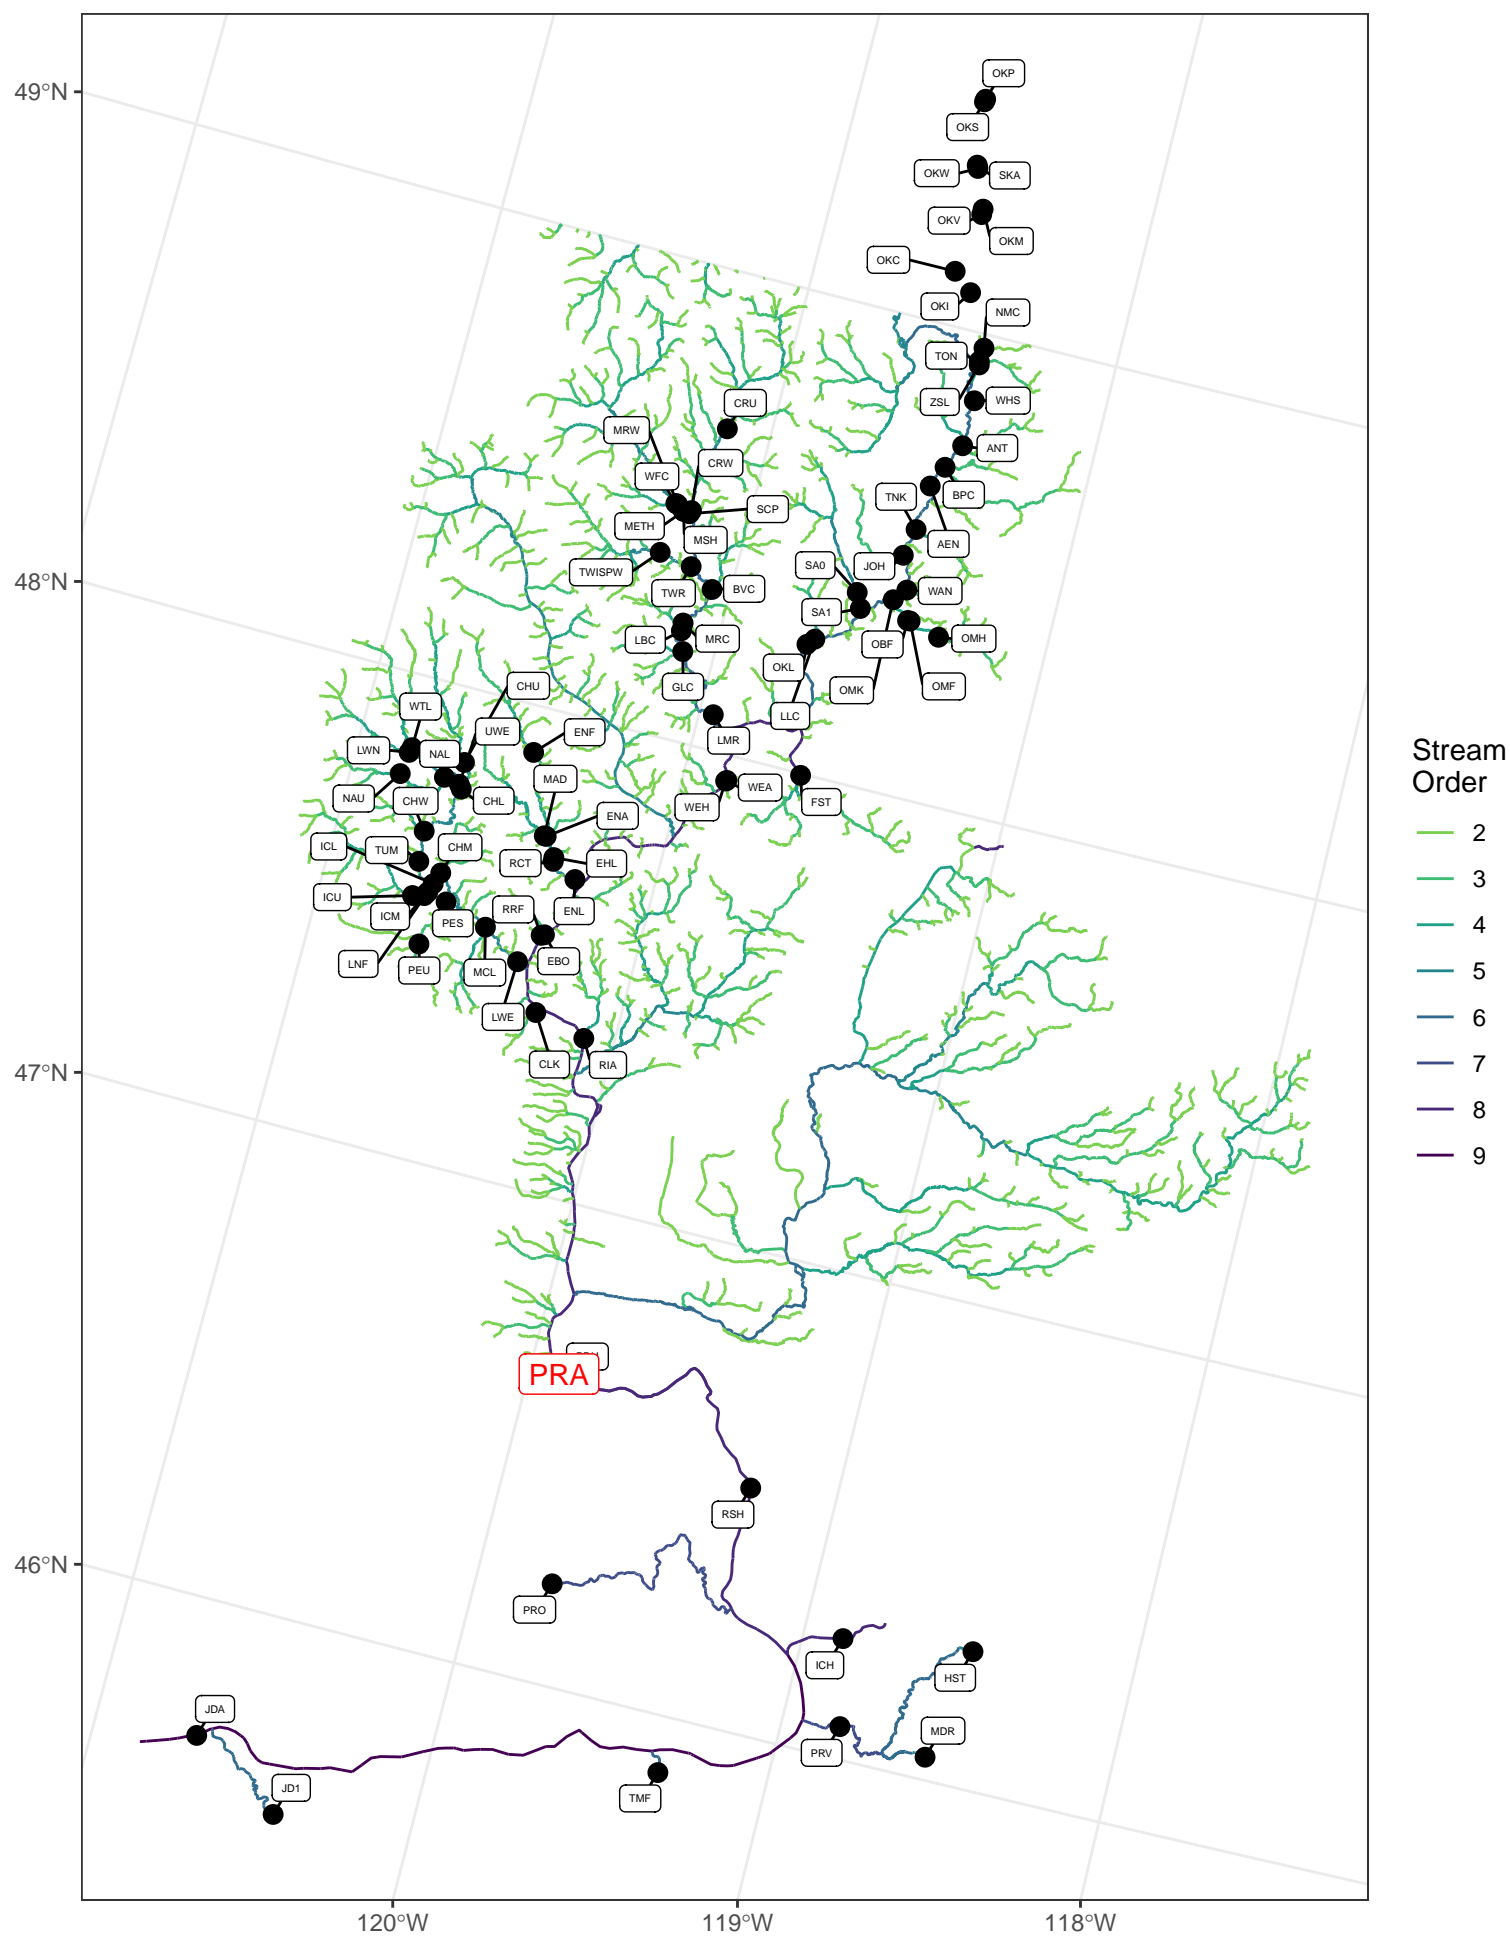 49°N
48°N
47°N
46°N
120°W
119°W
118°W
OKP
OKS
OKW
SKA
OKV
OKM
OKC
OKI
NMC
TON
ZSL
WHS
CRU
MRW
ANT
CRW
WFC
BPC
TNK
SCP
METH
MSH
AEN
SA0
JOH
TWISPW
TWR
BVC
WAN
SA1
LBC
MRC
OBF
OMH
OKL
GLC
OMK
OMF
CHU
WTL
LLC
UWE
ENF
LMR
LWN
NAL
MAD
WEA
NAU
CHW
CHL
WEH
FST
ENA
ICL
TUM
CHM
RCT
EHL
ICU
ICM
PES
RRF
ENL
LNF
PEU
MCL
EBO
LWE
CLK
RIA
PRA
RSH
PRO
ICH
HST
JDA
MDR
PRV
JD1
TMF
Stream
Order
2
3
4
5
6
7
8
9